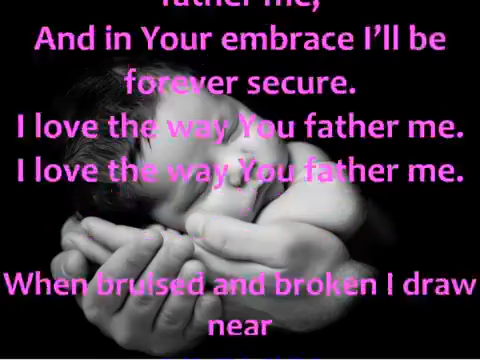 father me,
And in Your embrace I’ll be
forever secure.
I love the way You father me.
I love the way You father me.
When bruised and broken I draw
near